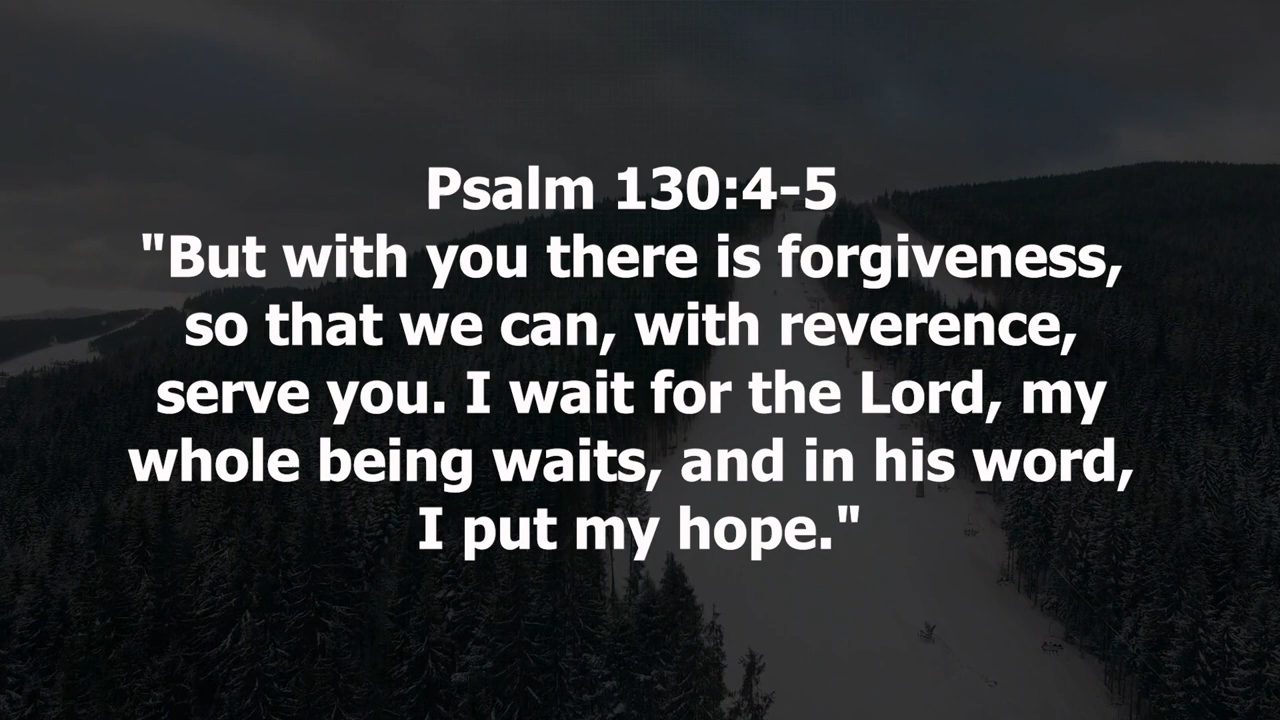 Psalm 130:4-5
"But with you there is forgiveness,
so that we can, with reverence,
serve you. I wait for the Lord, my
whole being waits, and in his word,
I put my hope."